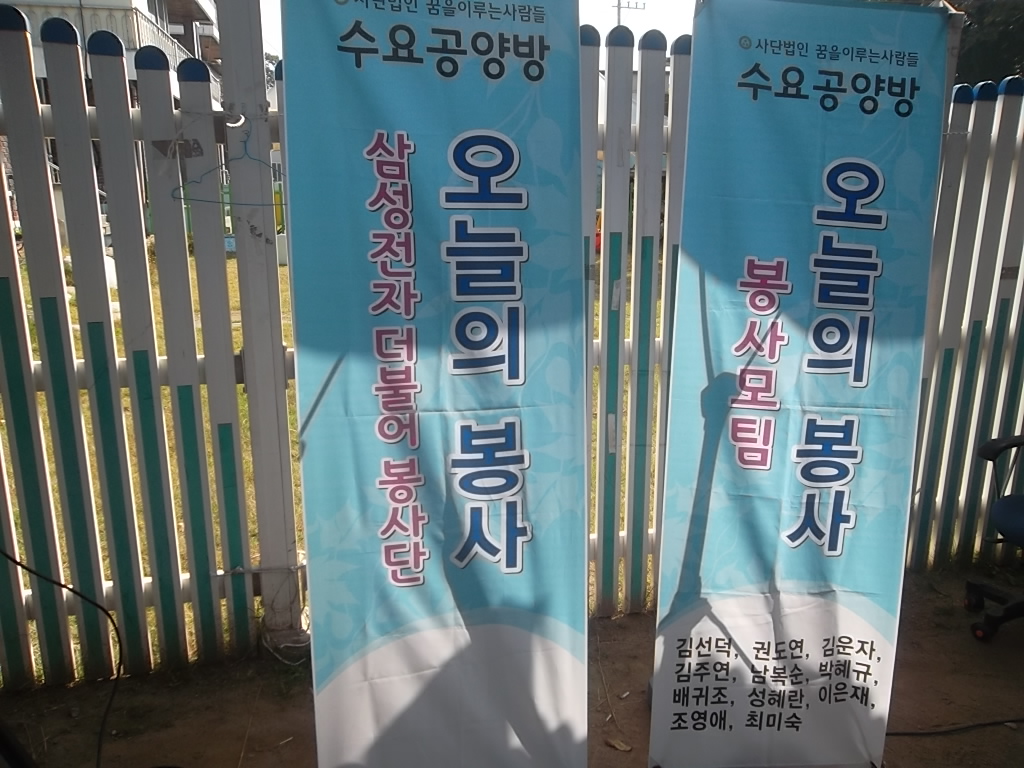 사단법인 꿈을이루는사람들
수요공양방
오늘의 봉사
삼성전자 더불어 봉사단
사단법인 꿈을이루는사람들
수요공양방
오늘의 봉사
봉사모팀
김선덕, 권도연, 김운자,
김주연, 남복순, 박혜규,
배귀조, 성혜란, 이은재,
조영애, 최미숙